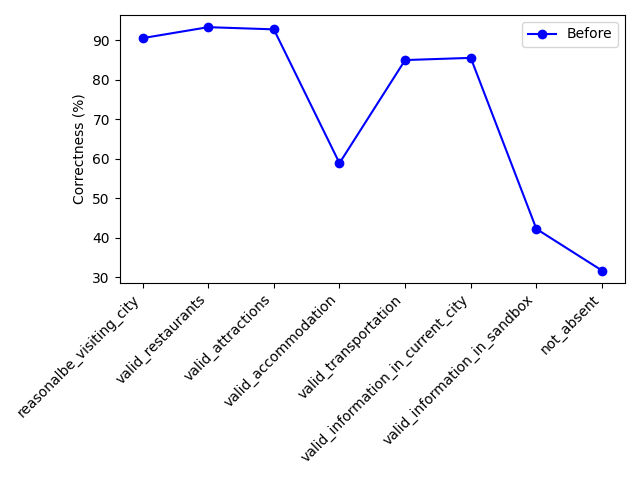 Before
Correctness (%)
90
80
70
60
50
40
30
reasonalbe_visiting_city
valid_restaurants
valid_attractions
valid_accommodation
valid_transportation
valid_information_in_current_city
valid_information_in_sandbox
not_absent